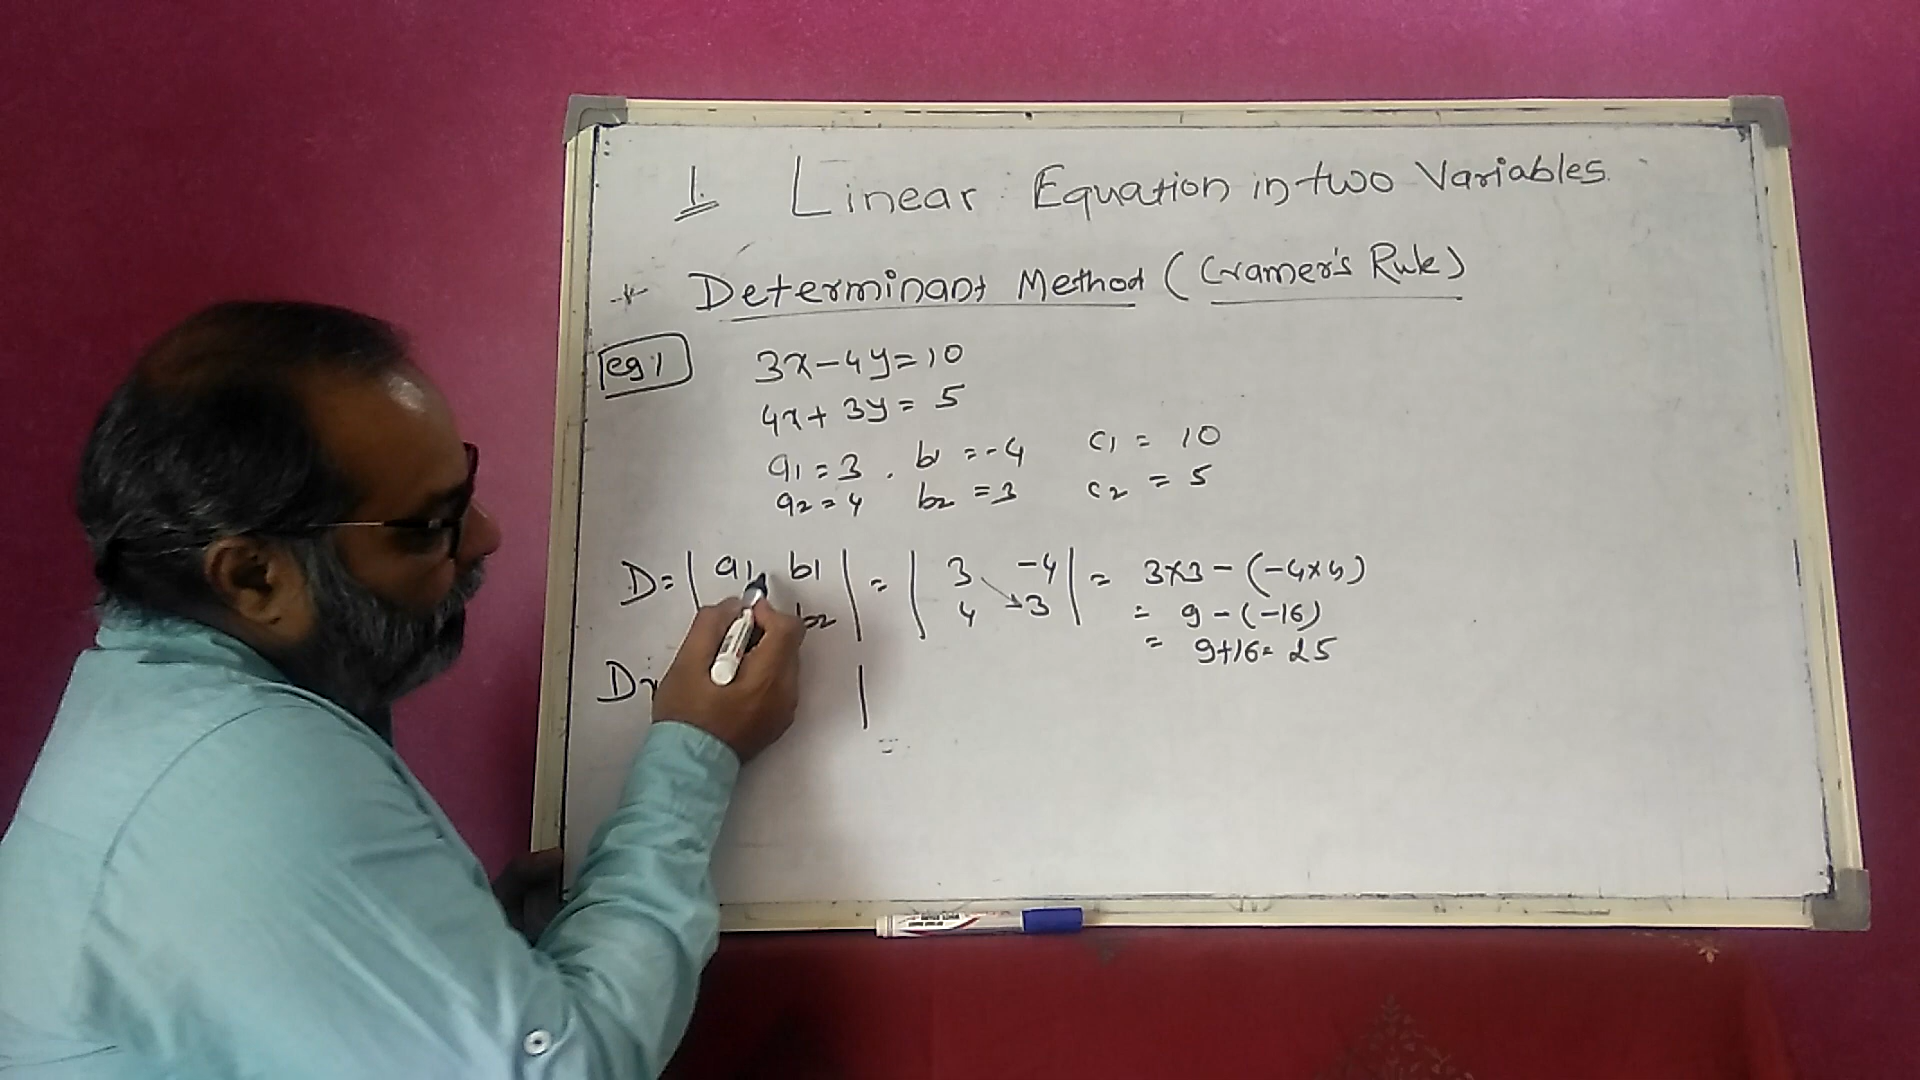 1. Linear Equation in two Variables.
* Determinant Method (Cramer's Rule)
eg 1
3x-4y=10
4x+3y=5
a1=3. b1=-4 c1=10
a2=4 b2=3 c2=5
D=|a1 b1| = |3 -4| = 3x3-(-4x4)
b2 4 3 = 9-(-16)
= 9+16=25
Dx | =